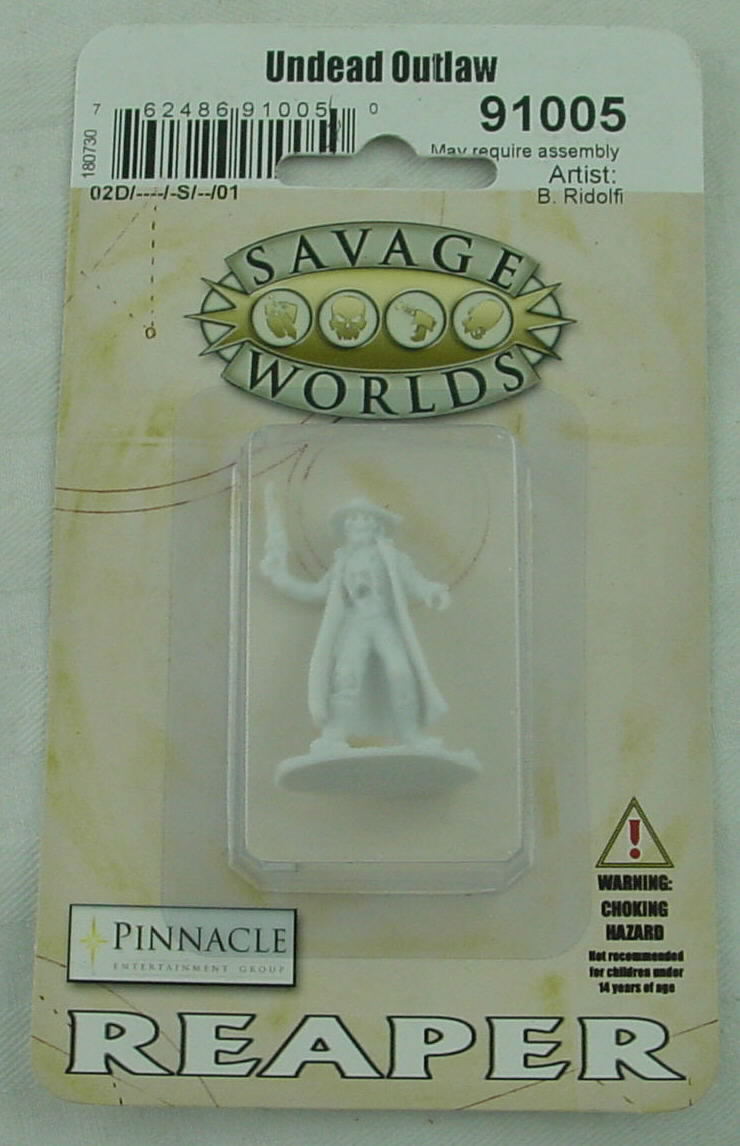 Undead Outlaw
7 62486 91005 0
91005
180730
May require assembly
Artist:
B. Ridolfi
02D/----/-S/--/01
SAVAGE
WORLDS
WARNING:
CHOKING
HAZARD
Not recommended
for children under
14 years of age
PINNACLE
ENTERTAINMENT GROUP
REAPER